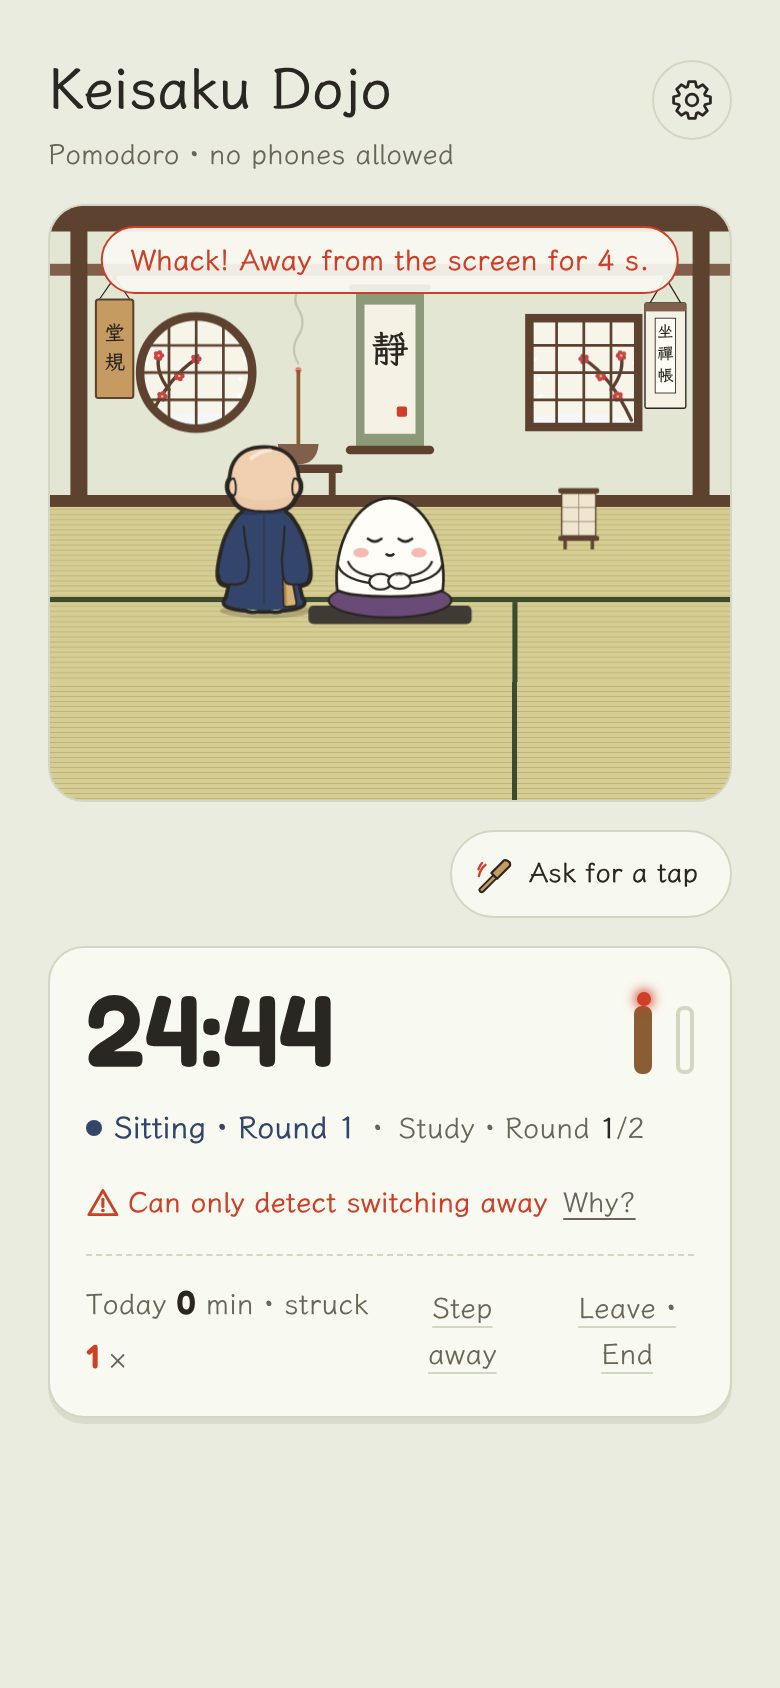 Keisaku Dojo
Pomodoro • no phones allowed
Whack! Away from the screen for 4 s.
堂規
靜
坐禪帳
Ask for a tap
24:44
Sitting • Round 1 • Study • Round 1/2
Can only detect switching away Why?
Today 0 min • struck
1 ×
Step
away
Leave •
End